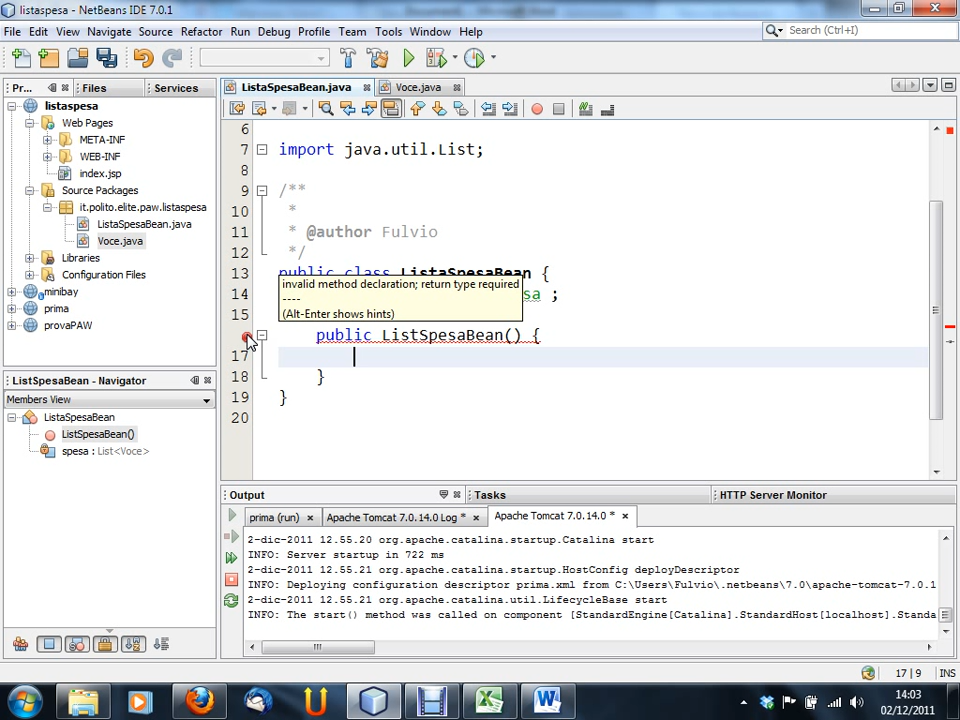 listaspesa - NetBeans IDE 7.0.1
File Edit View Navigate Source Refactor Run Debug Profile Team Tools Window Help
Search (Ctrl+I)
Pr... Files Services
ListaSpesaBean.java Voce.java
listaspesa
Web Pages
META-INF
WEB-INF
index.jsp
Source Packages
it.polito.elite.paw.listaspesa
ListaSpesaBean.java
Voce.java
Libraries
Configuration Files
minibay
prima
provaPAW
6
7 import java.util.List;
8
9 /**
10 *
11 * @author Fulvio
12 */
13 public class ListaSpesaBean {
14 sa ;
invalid method declaration; return type required
----
(Alt-Enter shows hints)
15
public ListSpesaBean() {
17
18 }
19 }
20
ListSpesaBean - Navigator
Members View
ListaSpesaBean
ListSpesaBean()
spesa : List<Voce>
Output Tasks HTTP Server Monitor
prima (run) Apache Tomcat 7.0.14.0 Log * Apache Tomcat 7.0.14.0 *
2-dic-2011 12.55.20 org.apache.catalina.startup.Catalina start
INFO: Server startup in 722 ms
2-dic-2011 12.55.21 org.apache.catalina.startup.HostConfig deployDescriptor
INFO: Deploying configuration descriptor prima.xml from C:\Users\Fulvio\.netbeans\7.0\apache-tomcat-7.0.1
2-dic-2011 12.55.21 org.apache.catalina.util.LifecycleBase start
INFO: The start() method was called on component [StandardEngine[Catalina].StandardHost[localhost].Standa
17 | 9 INS
14:03
02/12/2011